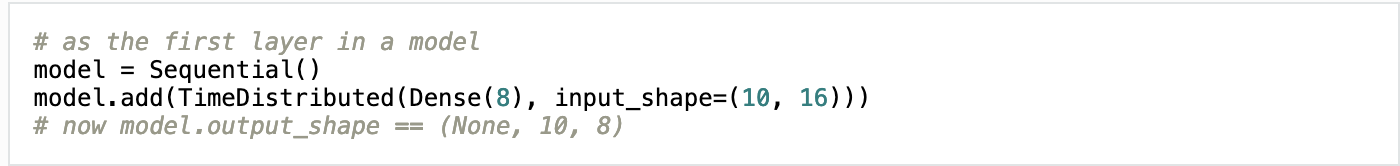 # as the first layer in a model
model = Sequential()
model.add(TimeDistributed(Dense(8), input_shape=(10, 16)))
# now model.output_shape == (None, 10, 8)